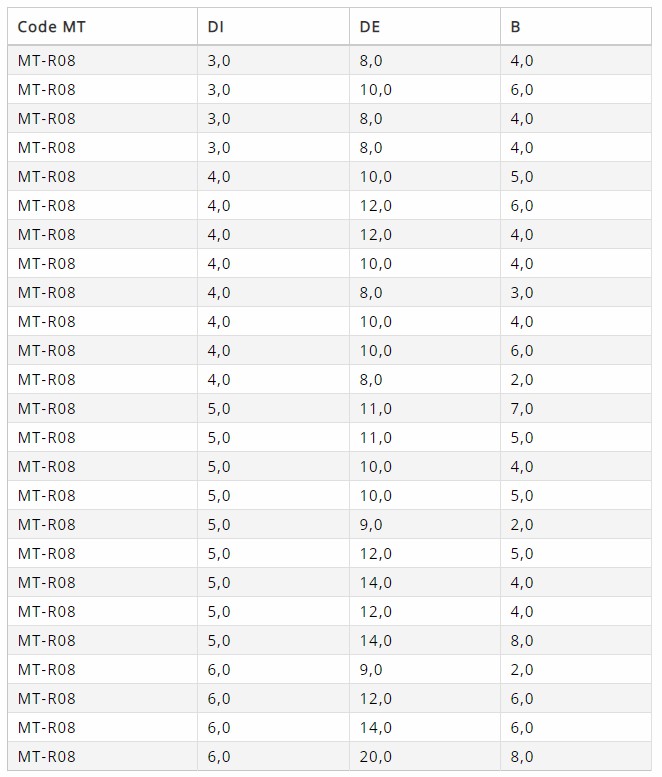 Code MT DI DE B
MT-R08 3,0 8,0 4,0
MT-R08 3,0 10,0 6,0
MT-R08 3,0 8,0 4,0
MT-R08 3,0 8,0 4,0
MT-R08 4,0 10,0 5,0
MT-R08 4,0 12,0 6,0
MT-R08 4,0 12,0 4,0
MT-R08 4,0 10,0 4,0
MT-R08 4,0 8,0 3,0
MT-R08 4,0 10,0 4,0
MT-R08 4,0 10,0 6,0
MT-R08 4,0 8,0 2,0
MT-R08 5,0 11,0 7,0
MT-R08 5,0 11,0 5,0
MT-R08 5,0 10,0 4,0
MT-R08 5,0 10,0 5,0
MT-R08 5,0 9,0 2,0
MT-R08 5,0 12,0 5,0
MT-R08 5,0 14,0 4,0
MT-R08 5,0 12,0 4,0
MT-R08 5,0 14,0 8,0
MT-R08 6,0 9,0 2,0
MT-R08 6,0 12,0 6,0
MT-R08 6,0 14,0 6,0
MT-R08 6,0 20,0 8,0